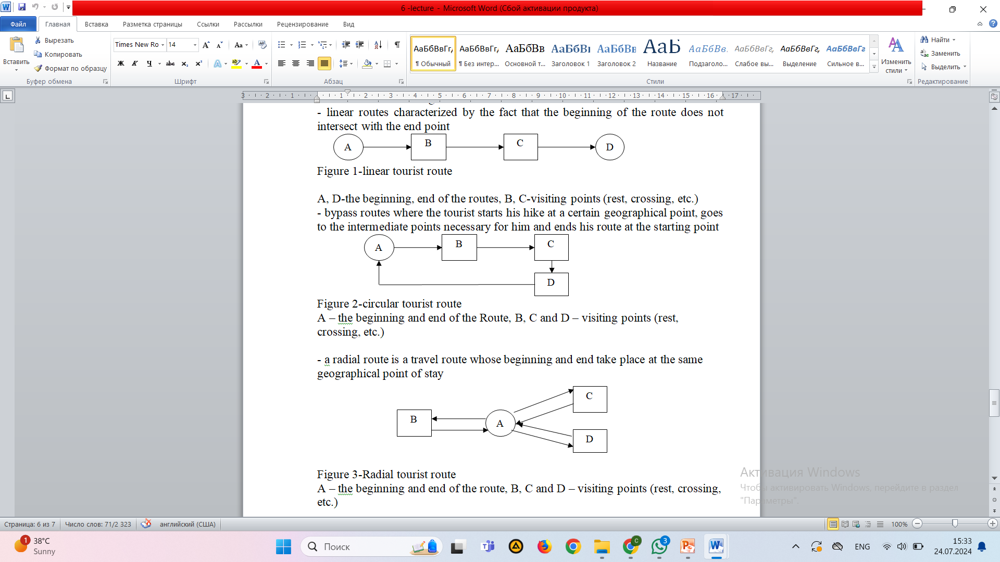 6 -lecture - Microsoft Word (Сбой активации продукта)
Файл Главная Вставка Разметка страницы Ссылки Рассылки Рецензирование Вид
Вставить
Вырезать
Копировать
Формат по образцу
Буфер обмена
Times New Ro 14
Шрифт
Абзац
АаБбВвГг, АаБбВвГг, АаБбВв АаБбВı АаБбВв АаБ АаБбВв. АаБбВвГг, АаБбВвГг, АаБбВвГг
¶ Обычный ¶ Без интер... Основной т... Заголовок 1 Заголовок 2 Название Подзаголо... Слабое вы... Выделение Сильное в...
Стили
Изменить
стили
Найти
Заменить
Выделить
Редактирование
3 2 1 1 2 3 4 5 6 7 8 9 10 11 12 13 14 15 16 17
- linear routes characterized by the fact that the beginning of the route does not
intersect with the end point
A B C D
Figure 1-linear tourist route
A, D-the beginning, end of the routes, B, C-visiting points (rest, crossing, etc.)
- bypass routes where the tourist starts his hike at a certain geographical point, goes
to the intermediate points necessary for him and ends his route at the starting point
A B C
D
Figure 2-circular tourist route
A – the beginning and end of the Route, B, C and D – visiting points (rest,
crossing, etc.)
- a radial route is a travel route whose beginning and end take place at the same
geographical point of stay
C
B A
D
Figure 3-Radial tourist route
A – the beginning and end of the route, B, C and D – visiting points (rest, crossing,
etc.)
Активация Windows
Чтобы активировать Windows, перейдите в раздел
"Параметры".
Страница: 6 из 7 Число слов: 71/2 323 английский (США) 100%
1 38°C
Sunny
Поиск
3
ENG
15:33
24.07.2024